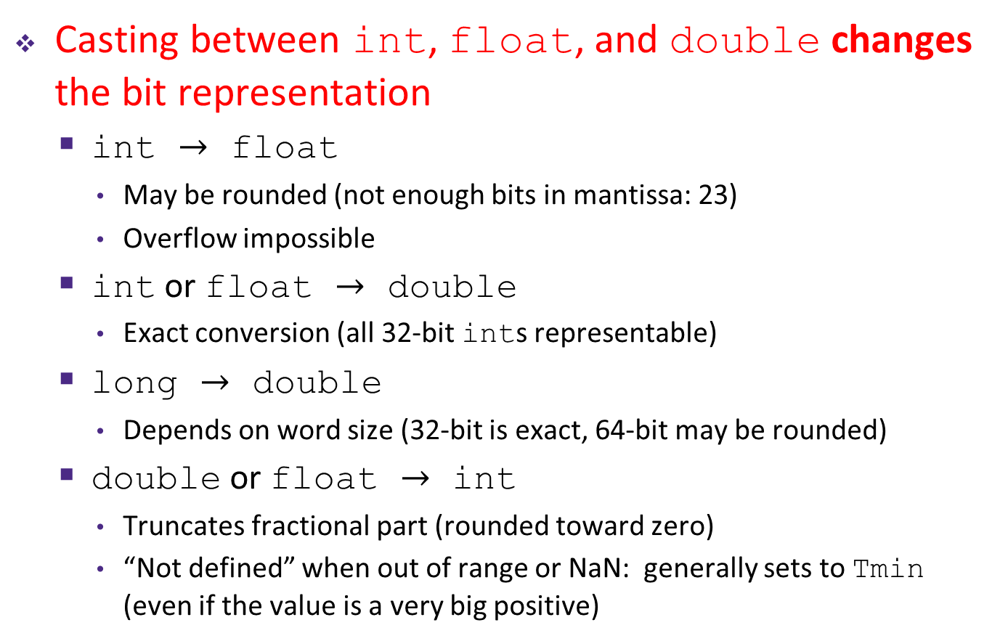 ❖ Casting between int, float, and double changes
the bit representation
▪ int → float
• May be rounded (not enough bits in mantissa: 23)
• Overflow impossible
▪ int or float → double
• Exact conversion (all 32-bit ints representable)
▪ long → double
• Depends on word size (32-bit is exact, 64-bit may be rounded)
▪ double or float → int
• Truncates fractional part (rounded toward zero)
• “Not defined” when out of range or NaN: generally sets to Tmin
(even if the value is a very big positive)